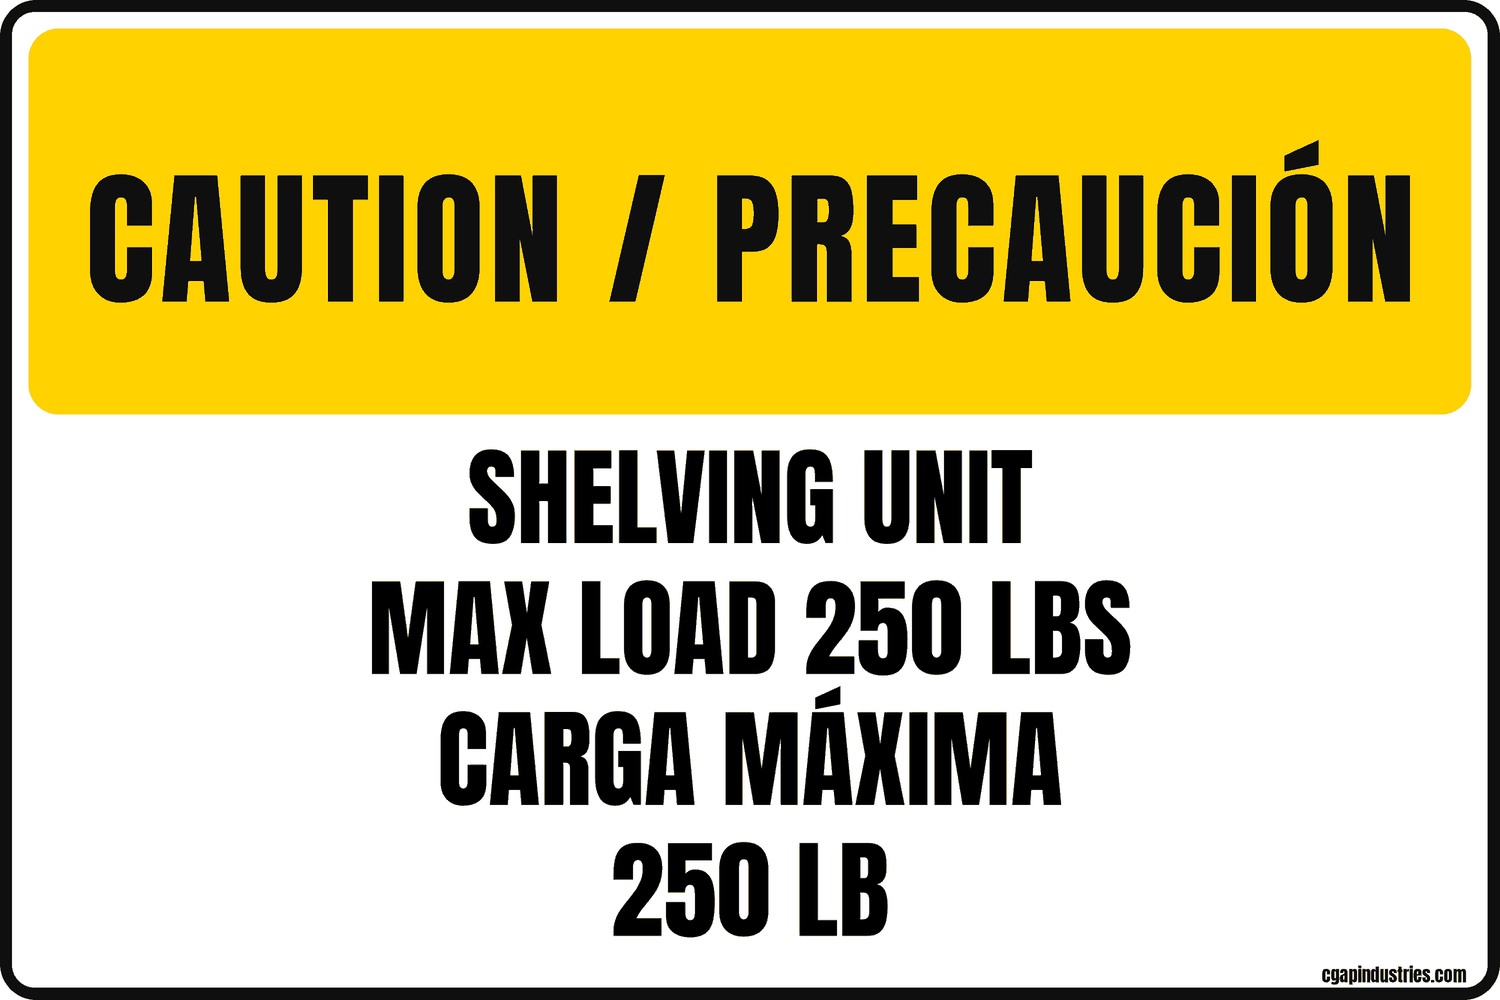 CAUTION / PRECAUCIÓN
SHELVING UNIT
MAX LOAD 250 LBS
CARGA MÁXIMA
250 LB
cgapindustries.com